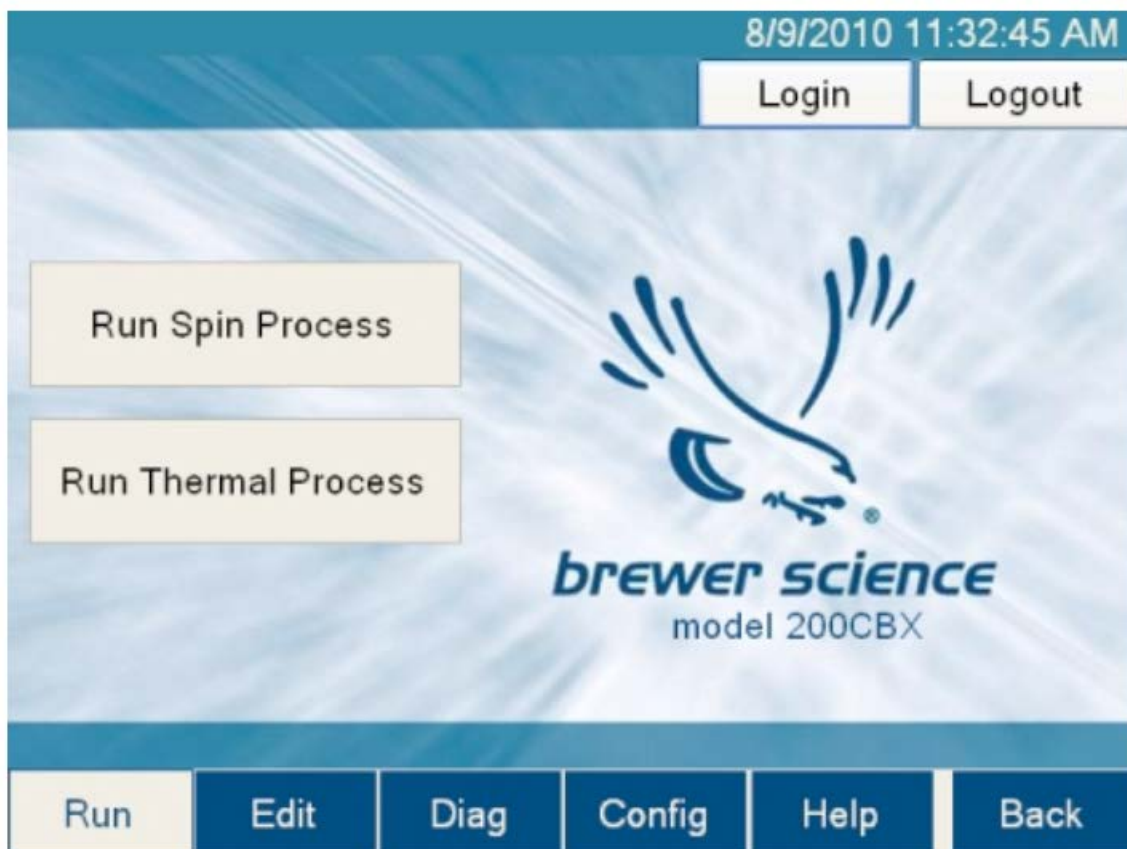 8/9/2010 11:32:45 AM
Login Logout
Run Spin Process
Run Thermal Process
®
brewer science
model 200CBX
Run Edit Diag Config Help Back